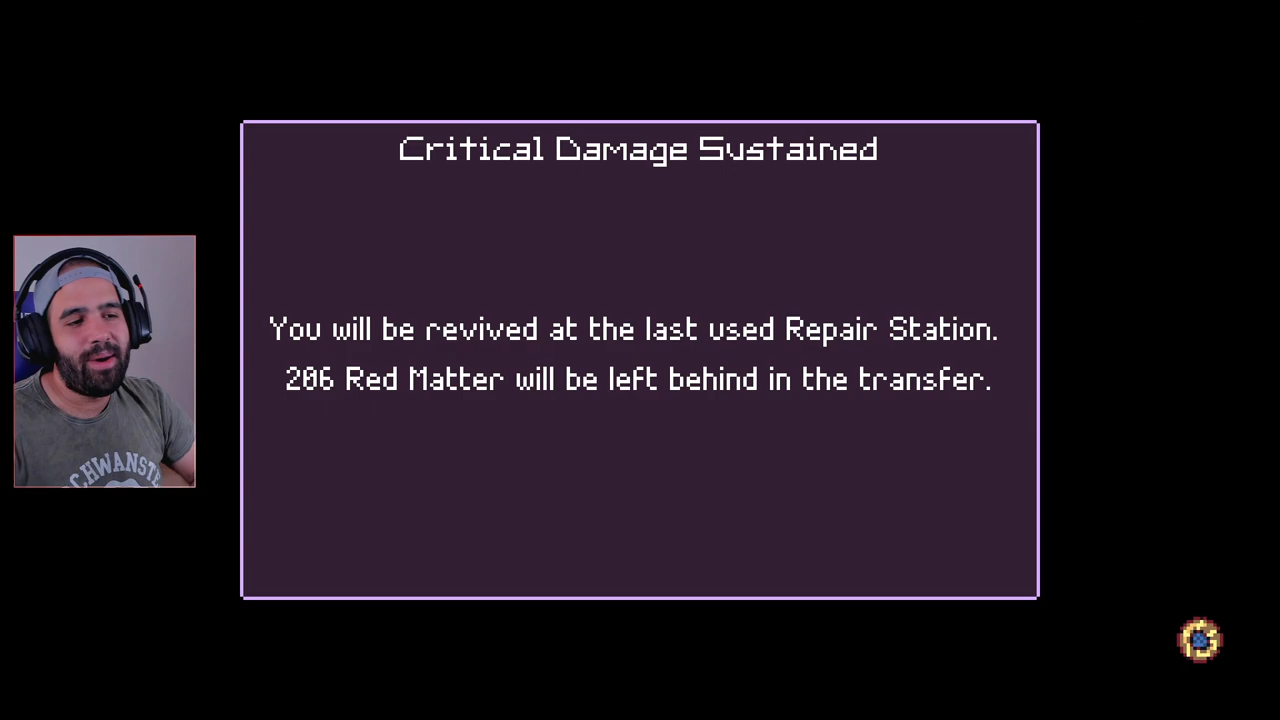 Critical Damage Sustained
You will be revived at the last used Repair Station.
206 Red Matter will be left behind in the transfer.